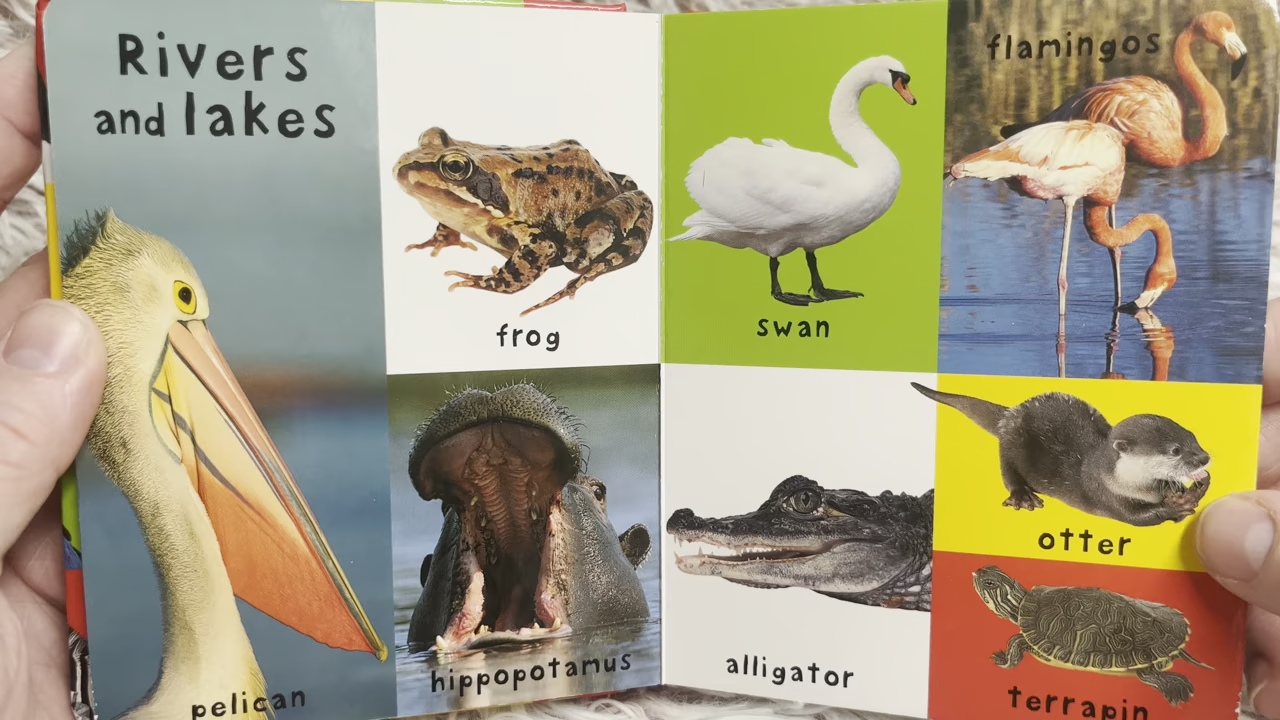 Rivers
and lakes
pelican
frog
hippopotamus
swan
alligator
flamingos
otter
terrapin